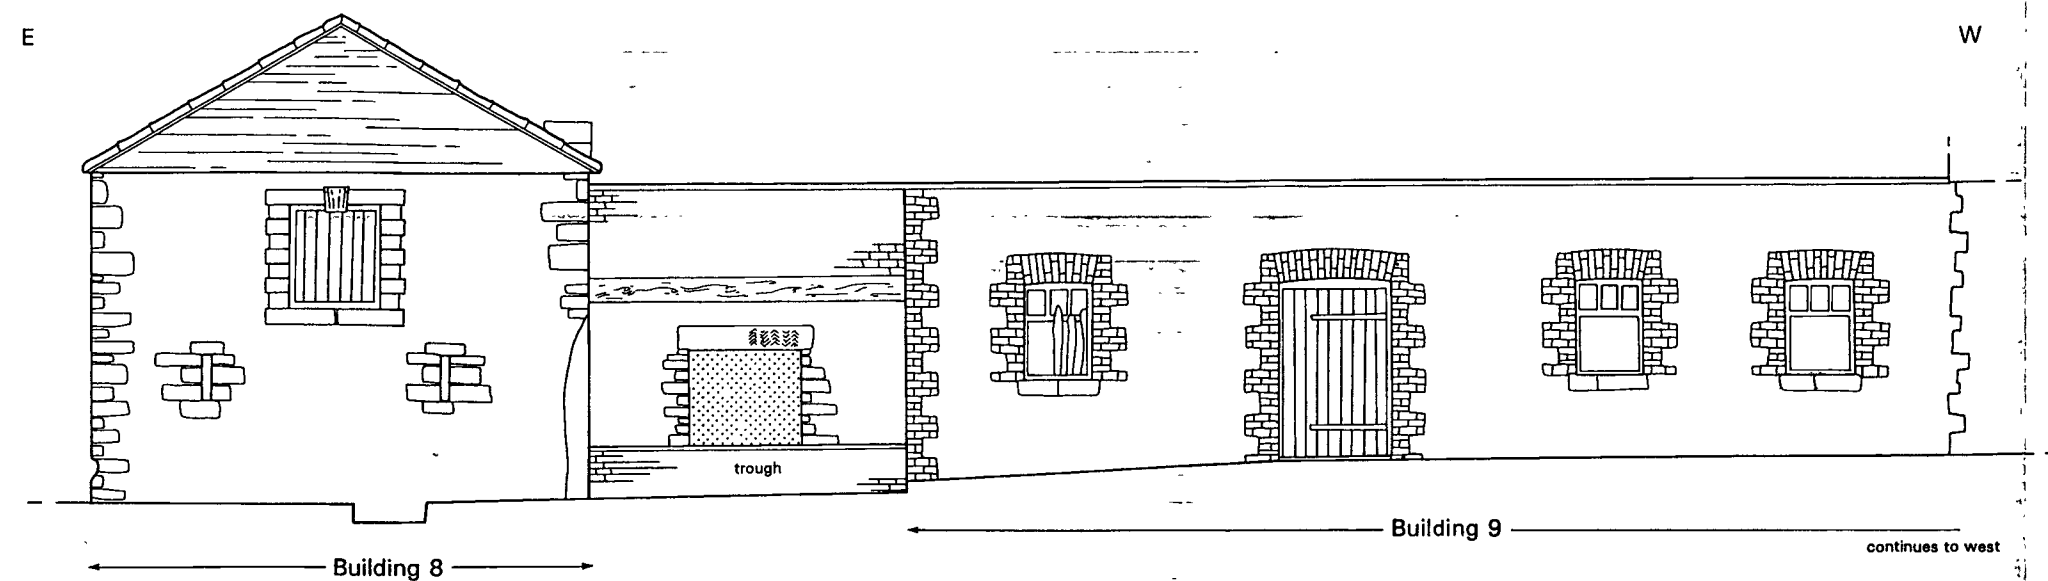 E
W
trough
Building 9
continues to west
Building 8